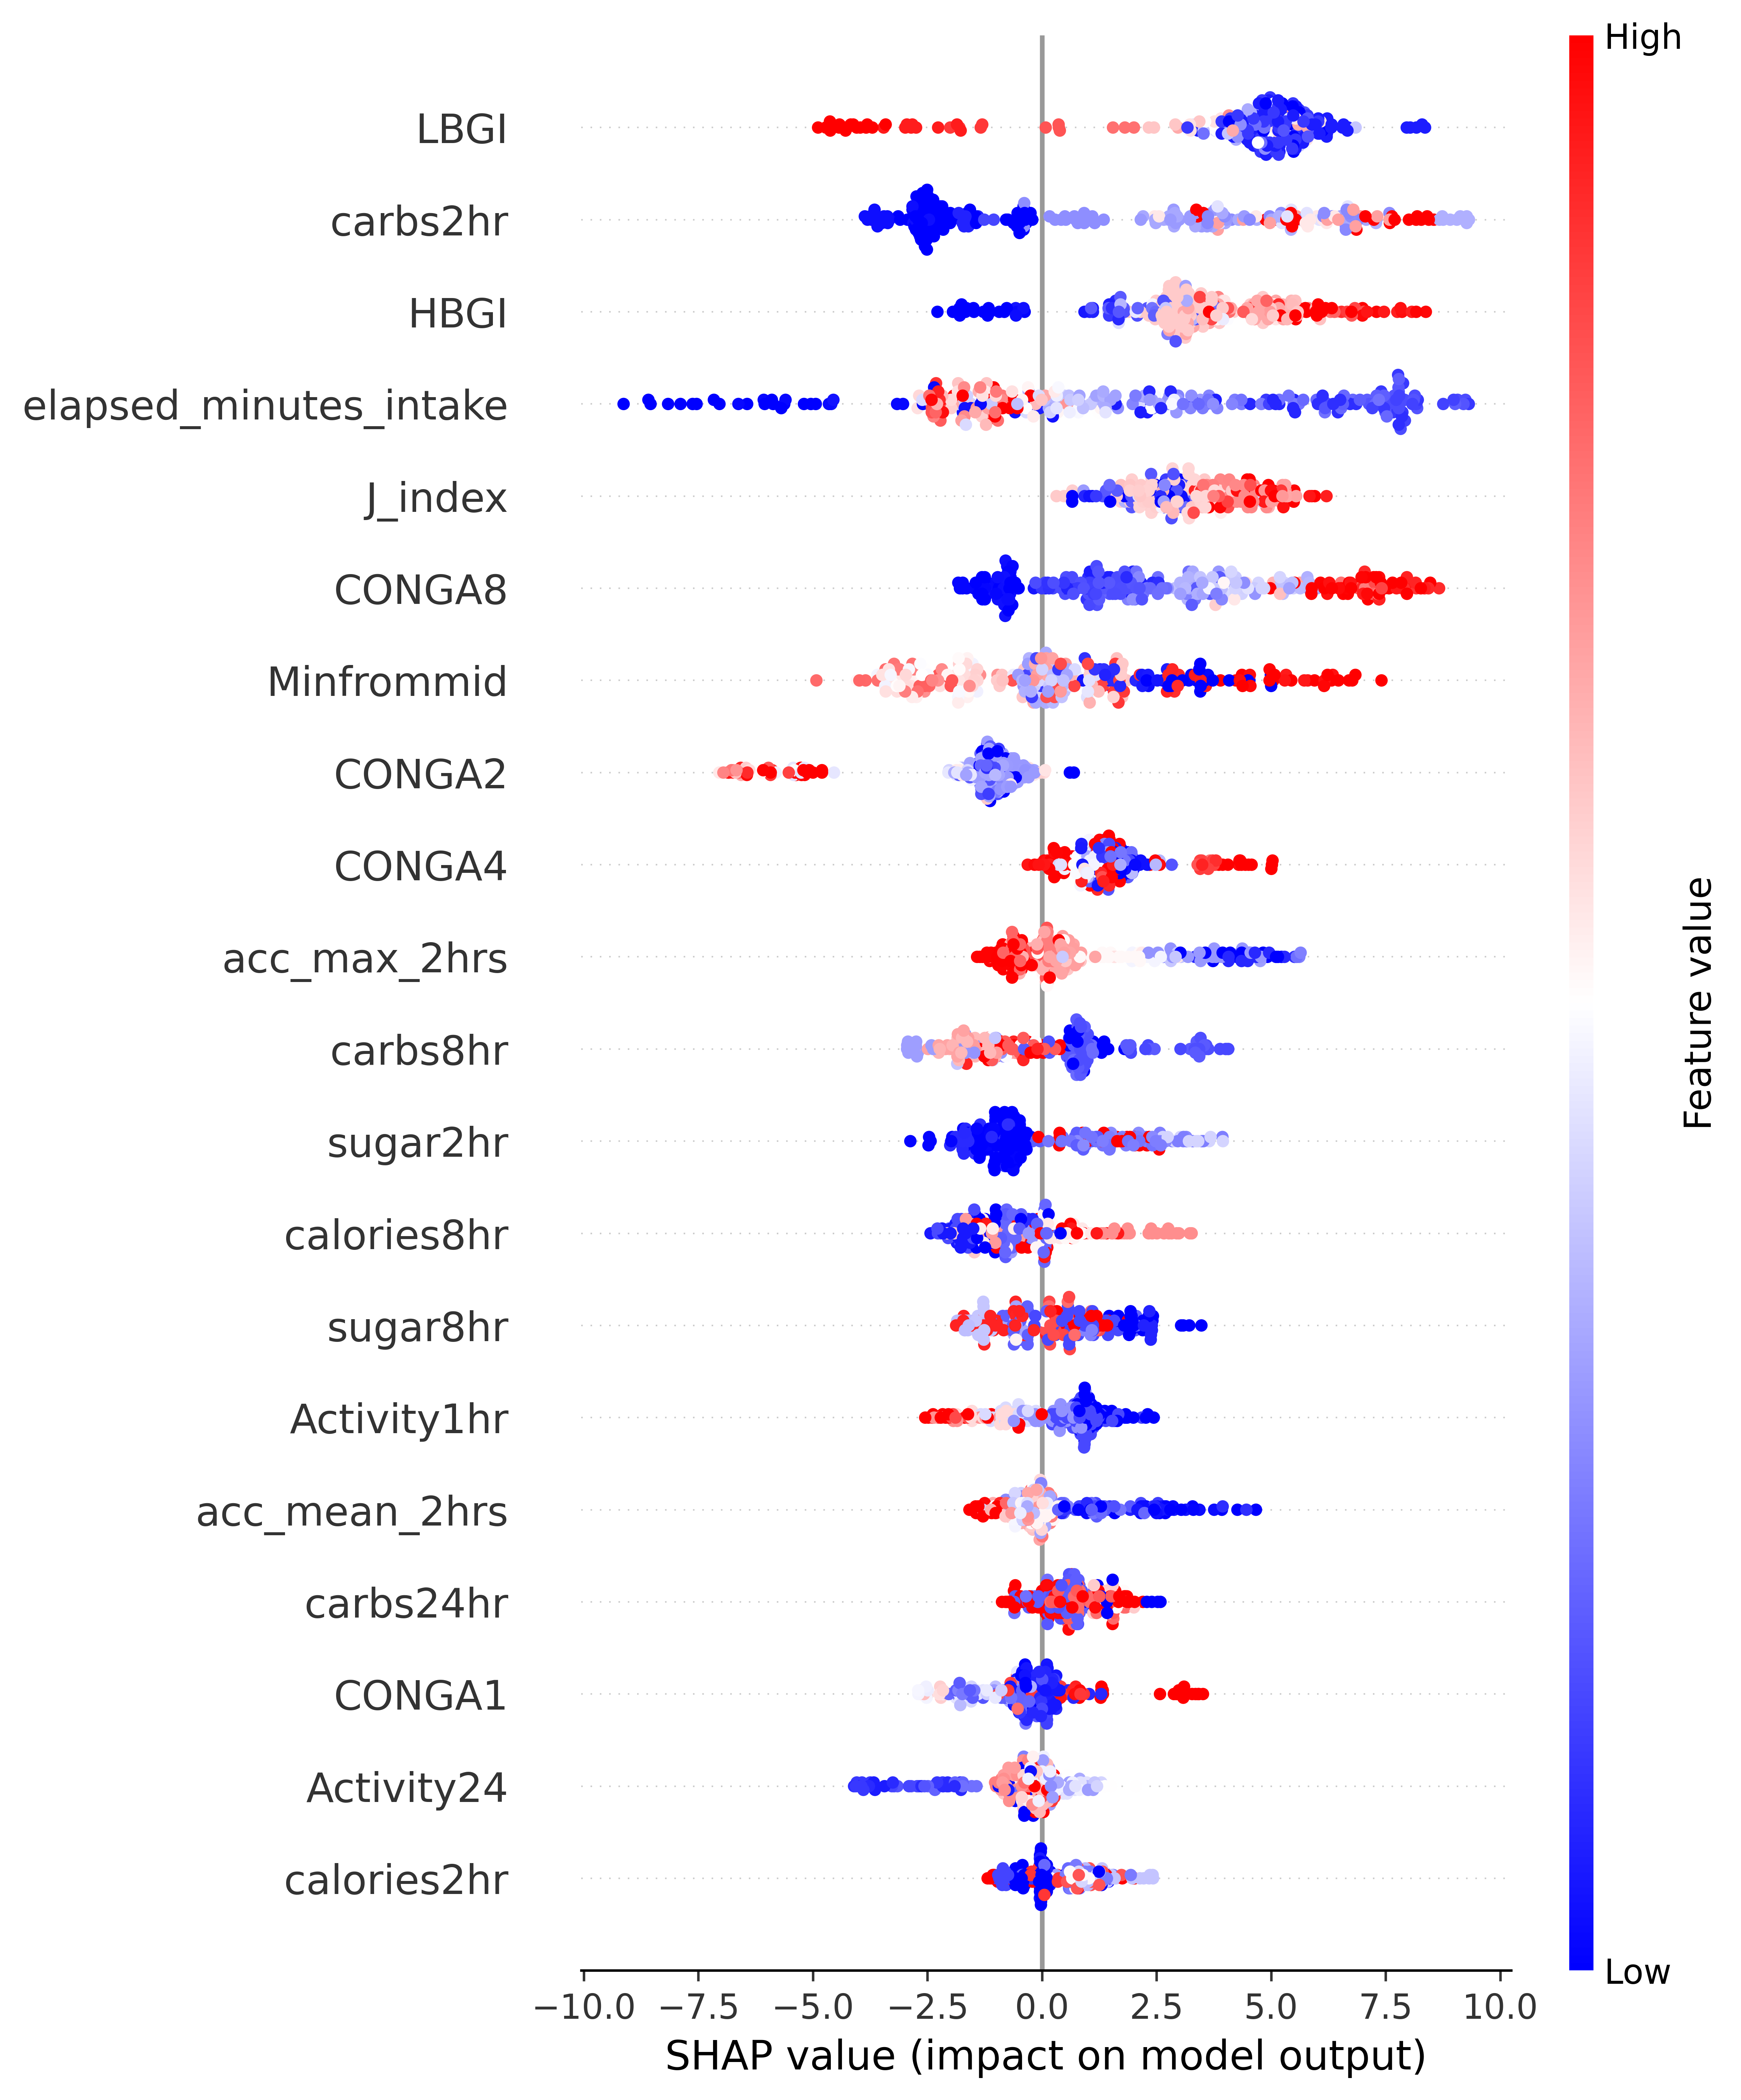 High
LBGI
carbs2hr
HBGI
elapsed_minutes_intake
J_index
CONGA8
Minfrommid
CONGA2
CONGA4
acc_max_2hrs
carbs8hr
sugar2hr
calories8hr
sugar8hr
Activity1hr
acc_mean_2hrs
carbs24hr
CONGA1
Activity24
calories2hr
Feature value
Low
−10.0 −7.5 −5.0 −2.5 0.0 2.5 5.0 7.5 10.0
SHAP value (impact on model output)